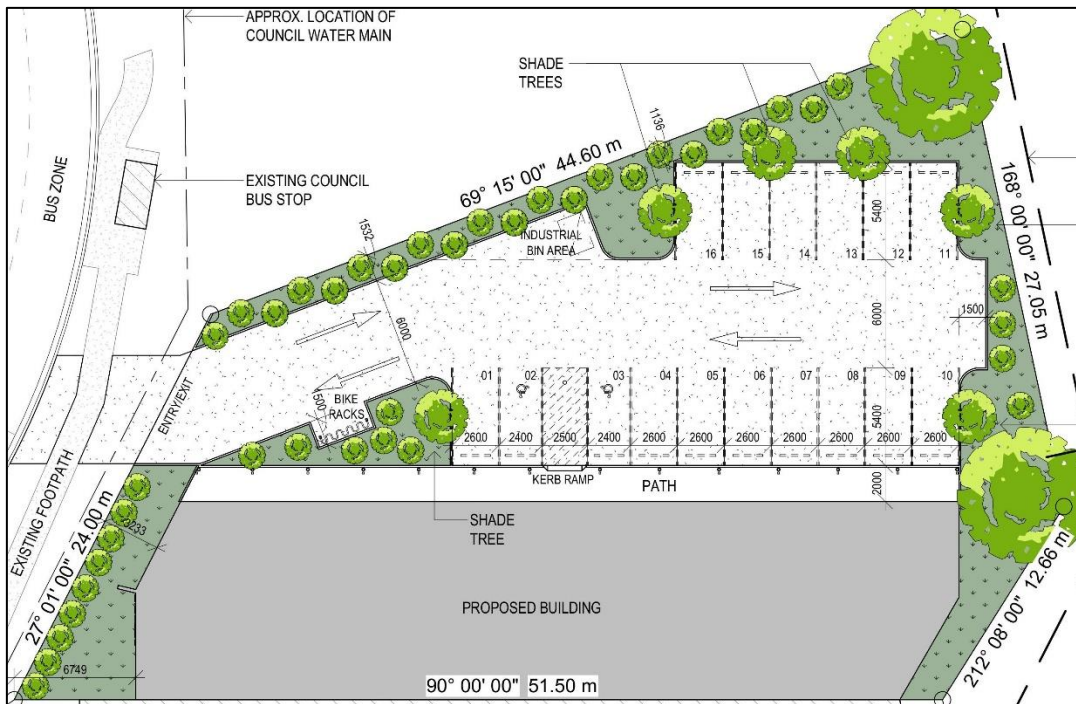 APPROX. LOCATION OF
COUNCIL WATER MAIN
SHADE
TREES
1136
69° 15' 00" 44.60 m
BUS ZONE
EXISTING COUNCIL
BUS STOP
168° 00' 00" 27.05 m
1532
INDUSTRIAL
BIN AREA
5400
16 15 14 13 12 11
6000
6000
1500
ENTRY/EXIT
01 02 03 04 05 06 07 08 09 10
BIKE
RACKS
1500
5400
2600 2400 2500 2400 2600 2600 2600 2600 2600 2600
KERB RAMP
PATH
2000
EXISTING FOOTPATH
27° 01' 00" 24.00 m
3233
SHADE
TREE
PROPOSED BUILDING
212° 08' 00" 12.66 m
6749
90° 00' 00" 51.50 m